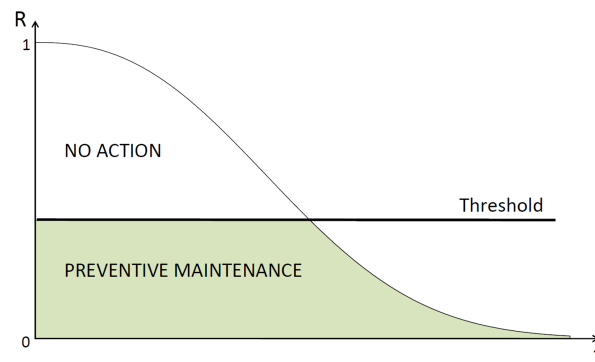 R
1
NO ACTION
Threshold
PREVENTIVE MAINTENANCE
0